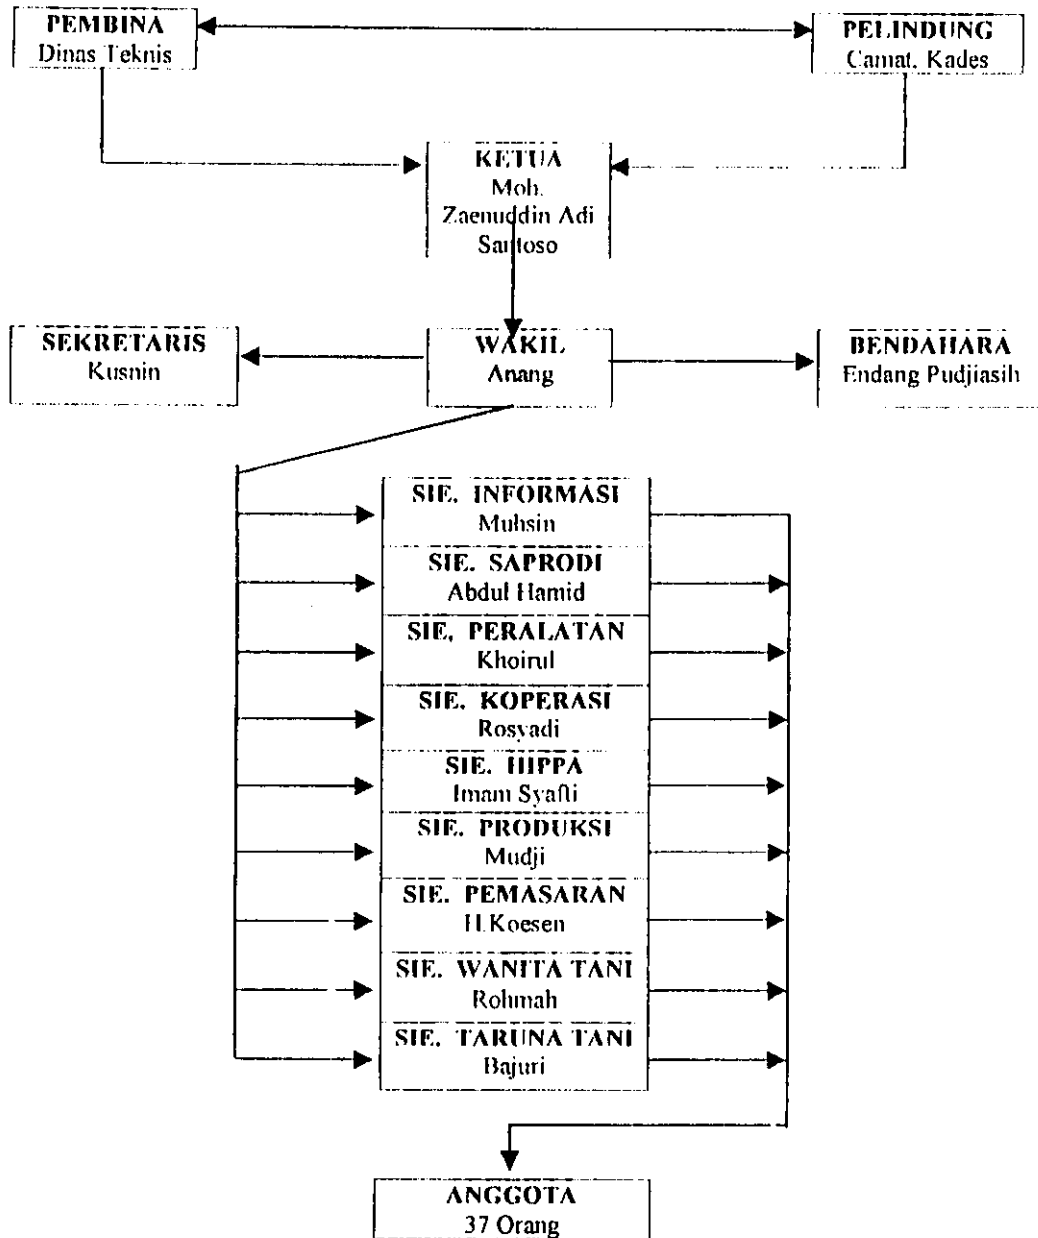 PEMBINA
Dinas Teknis
PELINDUNG
Camat, Kades
KETUA
Moh.
Zaenuddin Adi
Santoso
SEKRETARIS
Kusnin
WAKIL
Anang
BENDAHARA
Endang Pudjiasih
SIE. INFORMASI
Muhsin
SIE. SAPRODI
Abdul Hamid
SIE. PERALATAN
Khoirul
SIE. KOPERASI
Rosyadi
SIE. HIPPA
Imam Syafii
SIE. PRODUKSI
Mudji
SIE. PEMASARAN
H.Koesen
SIE. WANITA TANI
Rohmah
SIE. TARUNA TANI
Bajuri
ANGGOTA
37 Orang